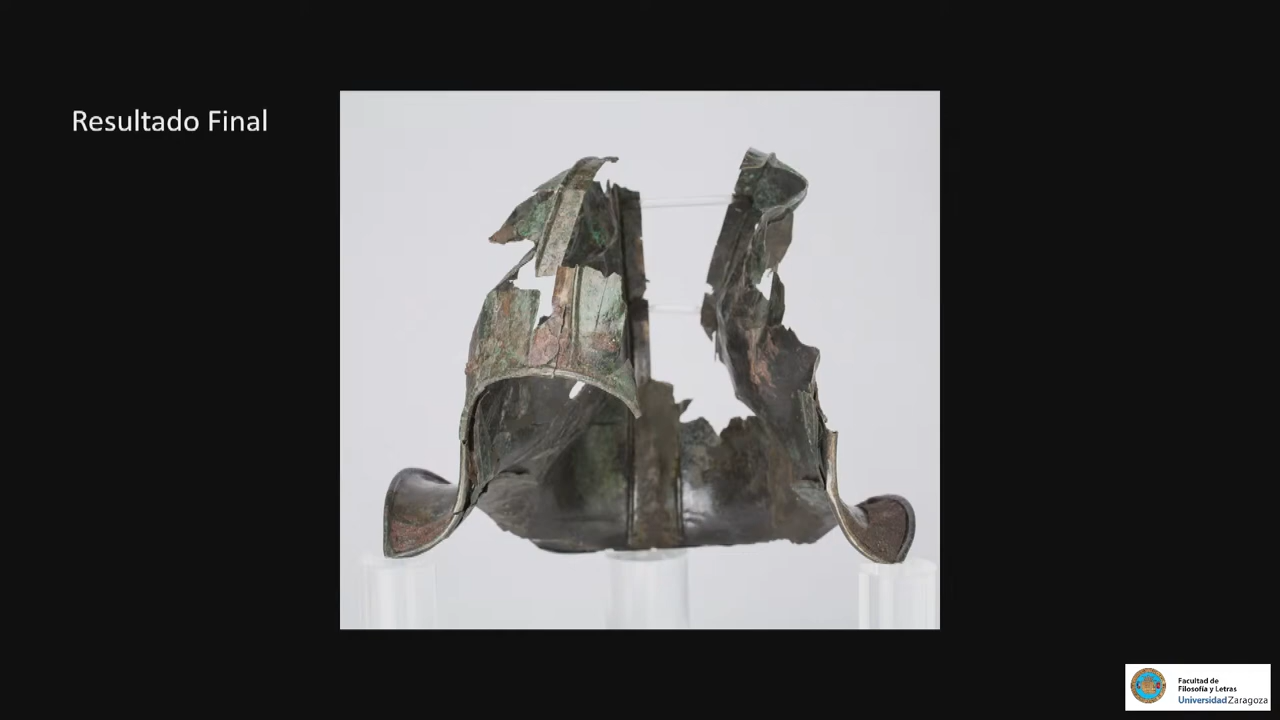 Resultado Final
Facultad de
Filosofía y Letras
Universidad Zaragoza